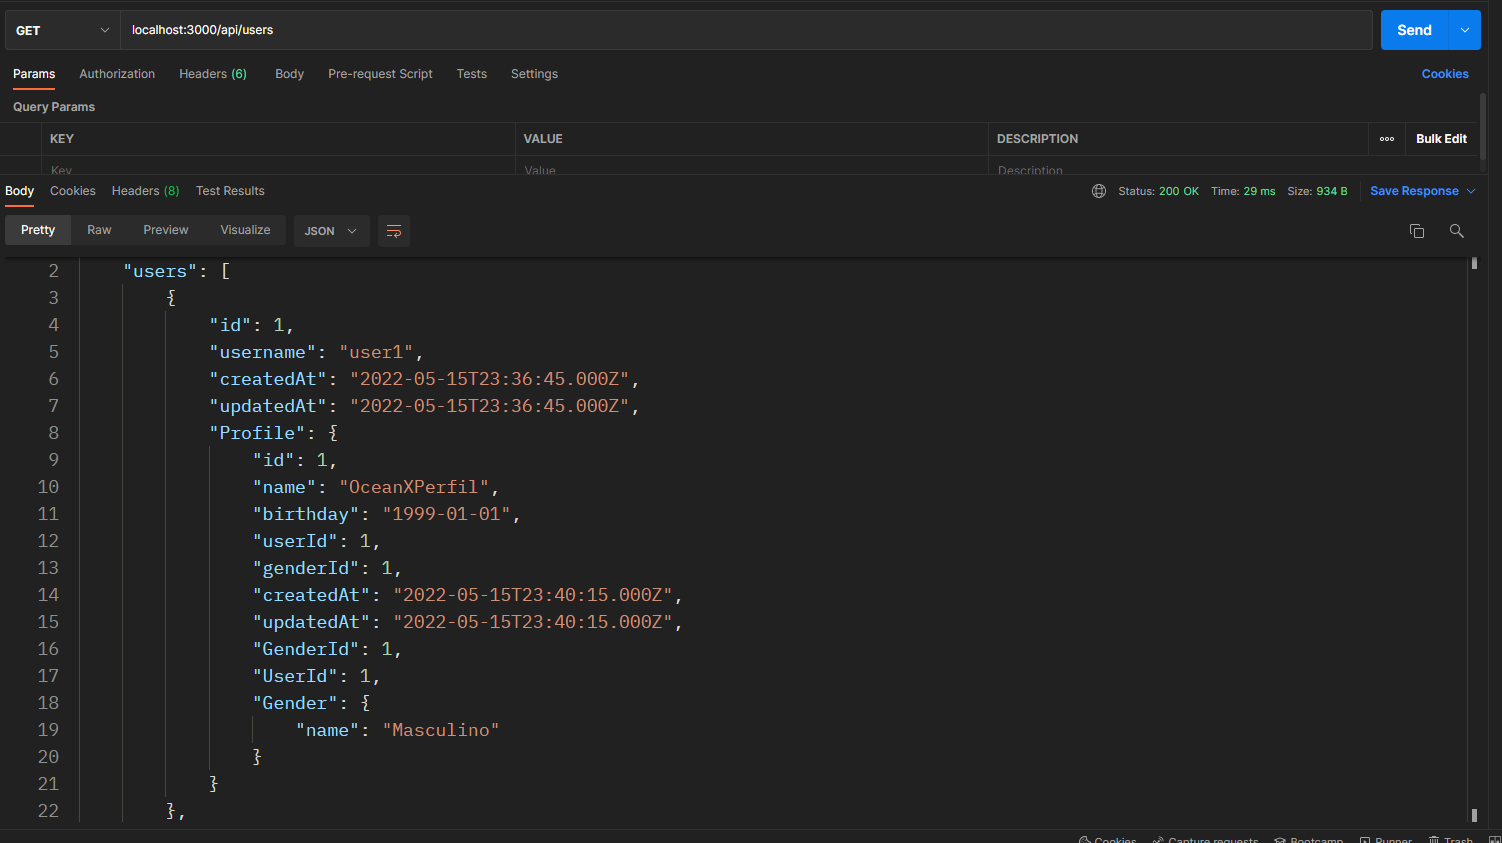 GET localhost:3000/api/users Send
Params Authorization Headers (6) Body Pre-request Script Tests Settings Cookies
Query Params
KEY VALUE DESCRIPTION ooo Bulk Edit
Key Value Description
Body Cookies Headers (8) Test Results Status: 200 OK Time: 29 ms Size: 934 B Save Response
Pretty Raw Preview Visualize JSON
2 "users": [
3 {
4 "id": 1,
5 "username": "user1",
6 "createdAt": "2022-05-15T23:36:45.000Z",
7 "updatedAt": "2022-05-15T23:36:45.000Z",
8 "Profile": {
9 "id": 1,
10 "name": "OceanXPerfil",
11 "birthday": "1999-01-01",
12 "userId": 1,
13 "genderId": 1,
14 "createdAt": "2022-05-15T23:40:15.000Z",
15 "updatedAt": "2022-05-15T23:40:15.000Z",
16 "GenderId": 1,
17 "UserId": 1,
18 "Gender": {
19 "name": "Masculino"
20 }
21 }
22 },
Cookies Capture requests Bootcamp Runner Trash